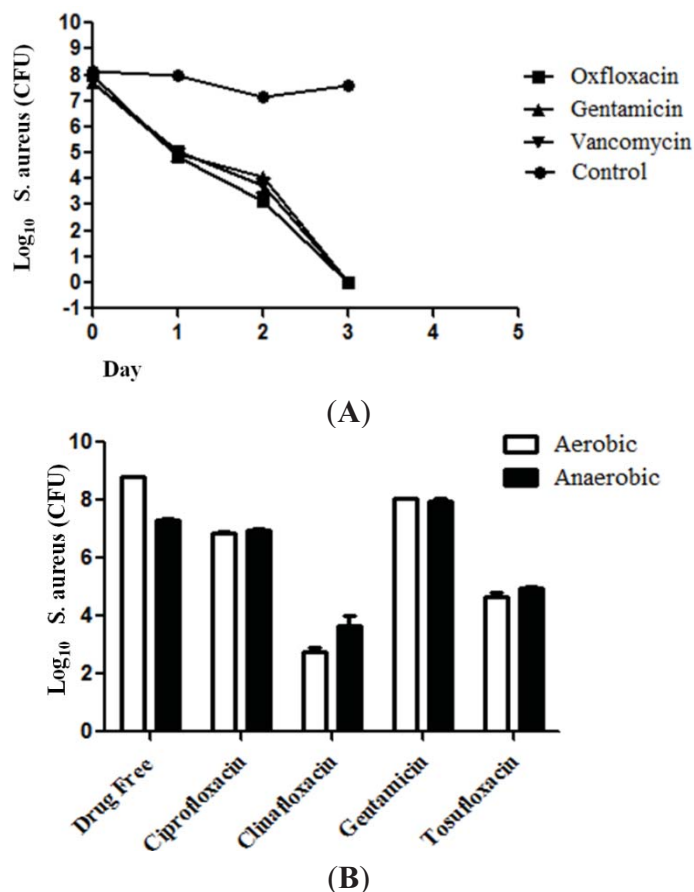 10
9
8
7
6
5
4
3
2
1
0
-1
Log10 S. aureus (CFU)
0 1 2 3 4 5
Day
Oxfloxacin
Gentamicin
Vancomycin
Control
(A)
10
8
6
4
2
0
Log10 S. aureus (CFU)
Aerobic
Anaerobic
Drug Free
Ciprofloxacin
Clinafloxacin
Gentamicin
Tosufloxacin
(B)